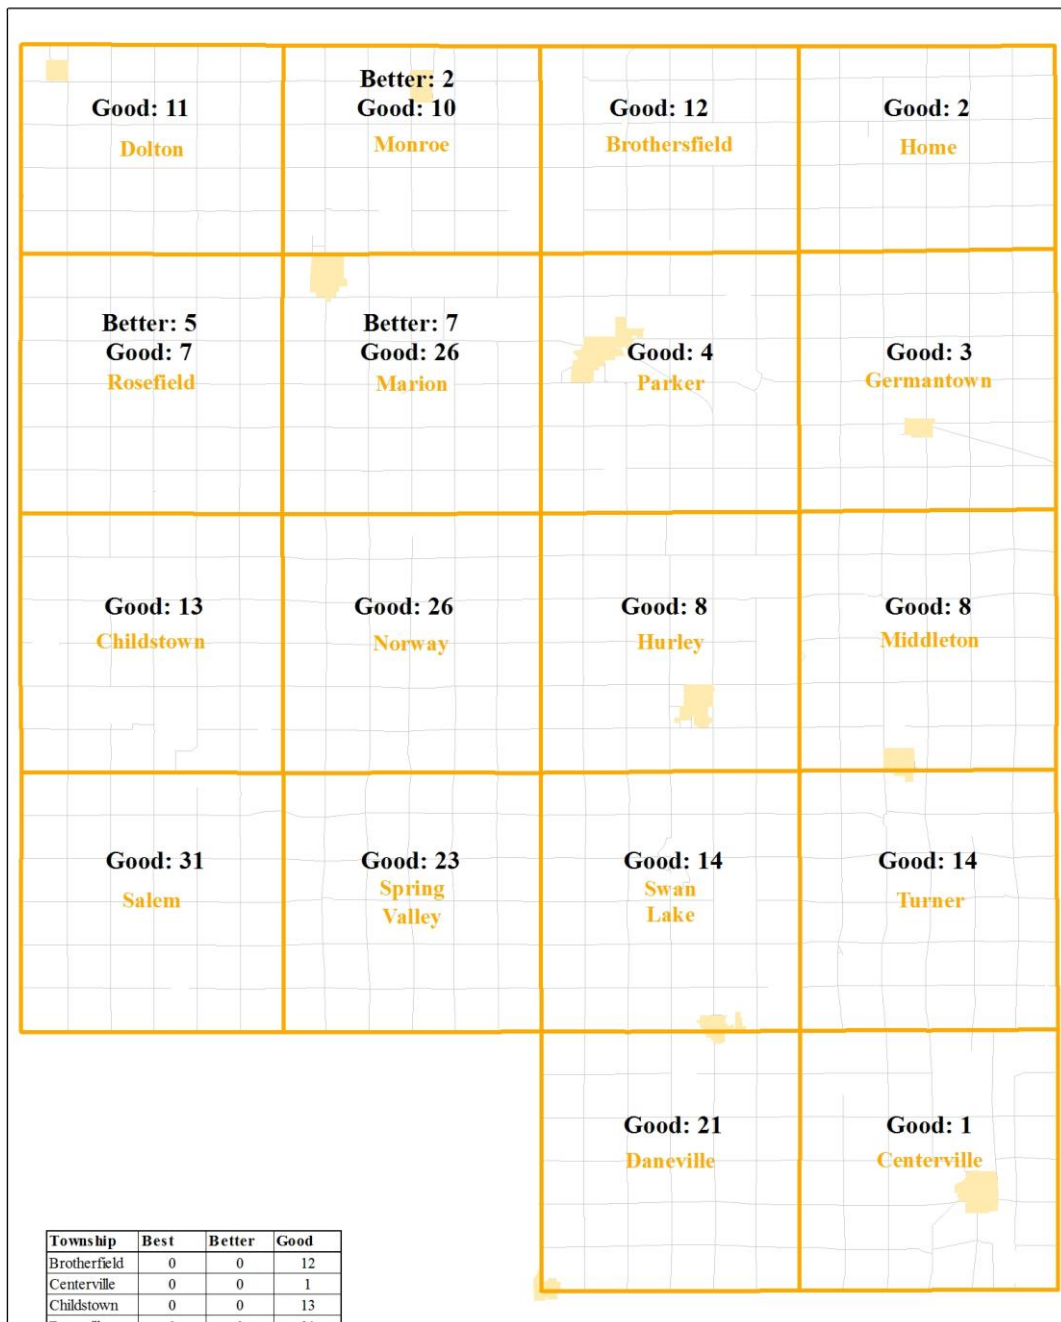 Good: 11
Dolton
Better: 2
Good: 10
Monroe
Good: 12
Brothersfield
Good: 2
Home
Better: 5
Good: 7
Rosefield
Better: 7
Good: 26
Marion
Good: 4
Parker
Good: 3
Germantown
Good: 13
Childstown
Good: 26
Norway
Good: 8
Hurley
Good: 8
Middleton
Good: 31
Salem
Good: 23
Spring
Valley
Good: 14
Swan
Lake
Good: 14
Turner
Good: 21
Daneville
Good: 1
Centerville
Township Best Better Good
Brotherfield 0 0 12
Centerville 0 0 1
Childstown 0 0 13